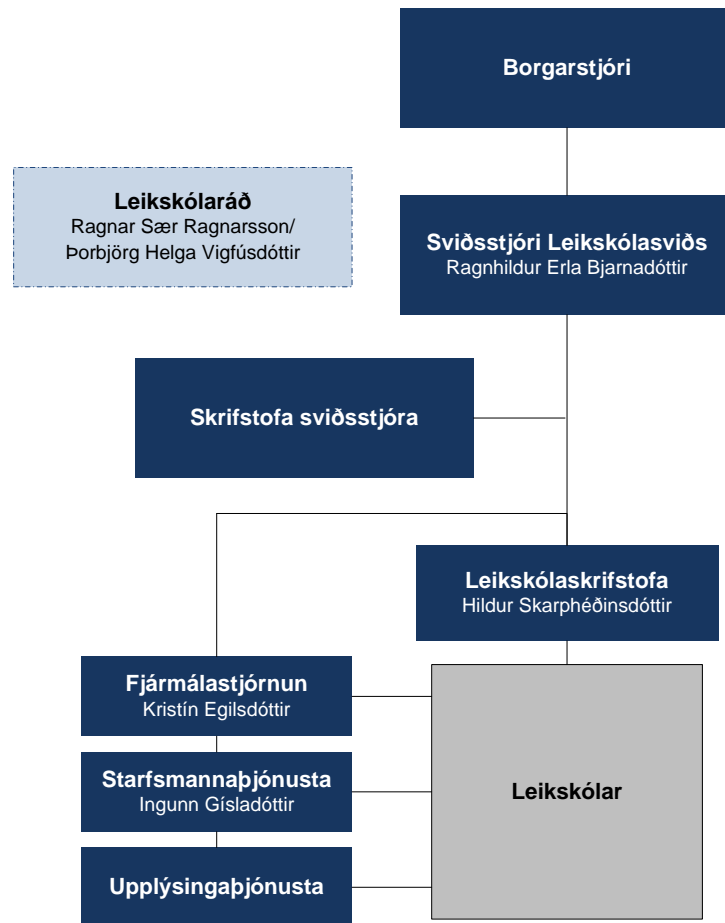 Borgarstjóri
Leikskólaráð
Ragnar Sær Ragnarsson/
Þorbjörg Helga Vigfúsdóttir
Sviðsstjóri Leikskólasviðs
Ragnhildur Erla Bjarnadóttir
Skrifstofa sviðsstjóra
Leikskólaskrifstofa
Hildur Skarphéðinsdóttir
Fjármálastjórnun
Kristín Egilsdóttir
Starfsmannaþjónusta
Ingunn Gísladóttir
Leikskólar
Upplýsingaþjónusta